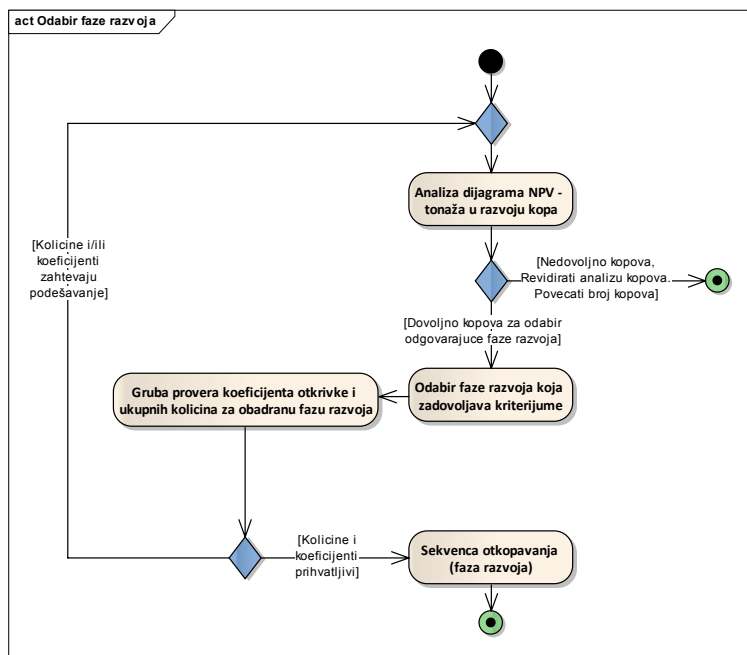 act Odabir faze razvoja
Analiza dijagrama NPV -
tonaža u razvoju kopa
[Kolicine i/ili
koeficijenti
zahtevaju
podešavanje]
[Nedovoljno kopova,
Revidirati analizu kopova.
Povecati broj kopova]
[Dovoljno kopova za odabir
odgovarajuce faze razvoja]
Gruba provera koeficijenta otkrivke i
ukupnih kolicina za obadranu fazu razvoja
Odabir faze razvoja koja
zadovoljava kriterijume
[Kolicine i
koeficijenti
prihvatljivi]
Sekvenca otkopavanja
(faza razvoja)